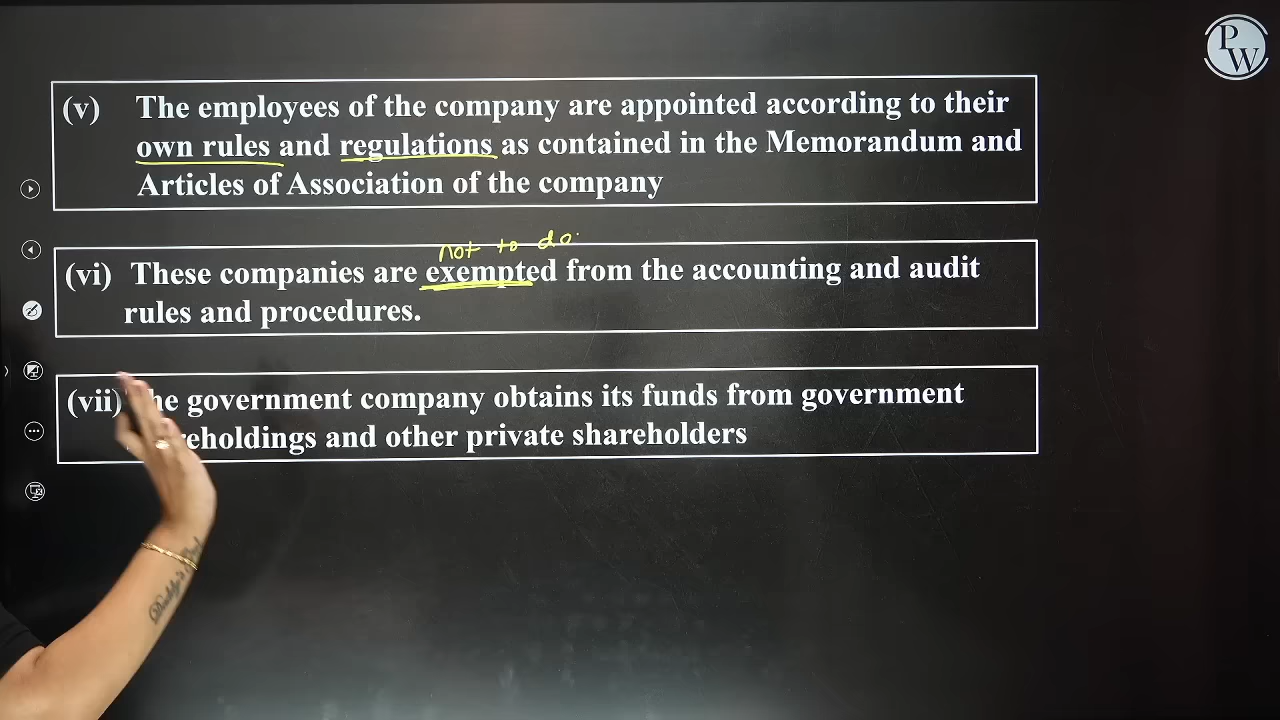 PW
(v) The employees of the company are appointed according to their
own rules and regulations as contained in the Memorandum and
Articles of Association of the company
not to do.
(vi) These companies are exempted from the accounting and audit
rules and procedures.
(vii) The government company obtains its funds from government
shareholdings and other private shareholders